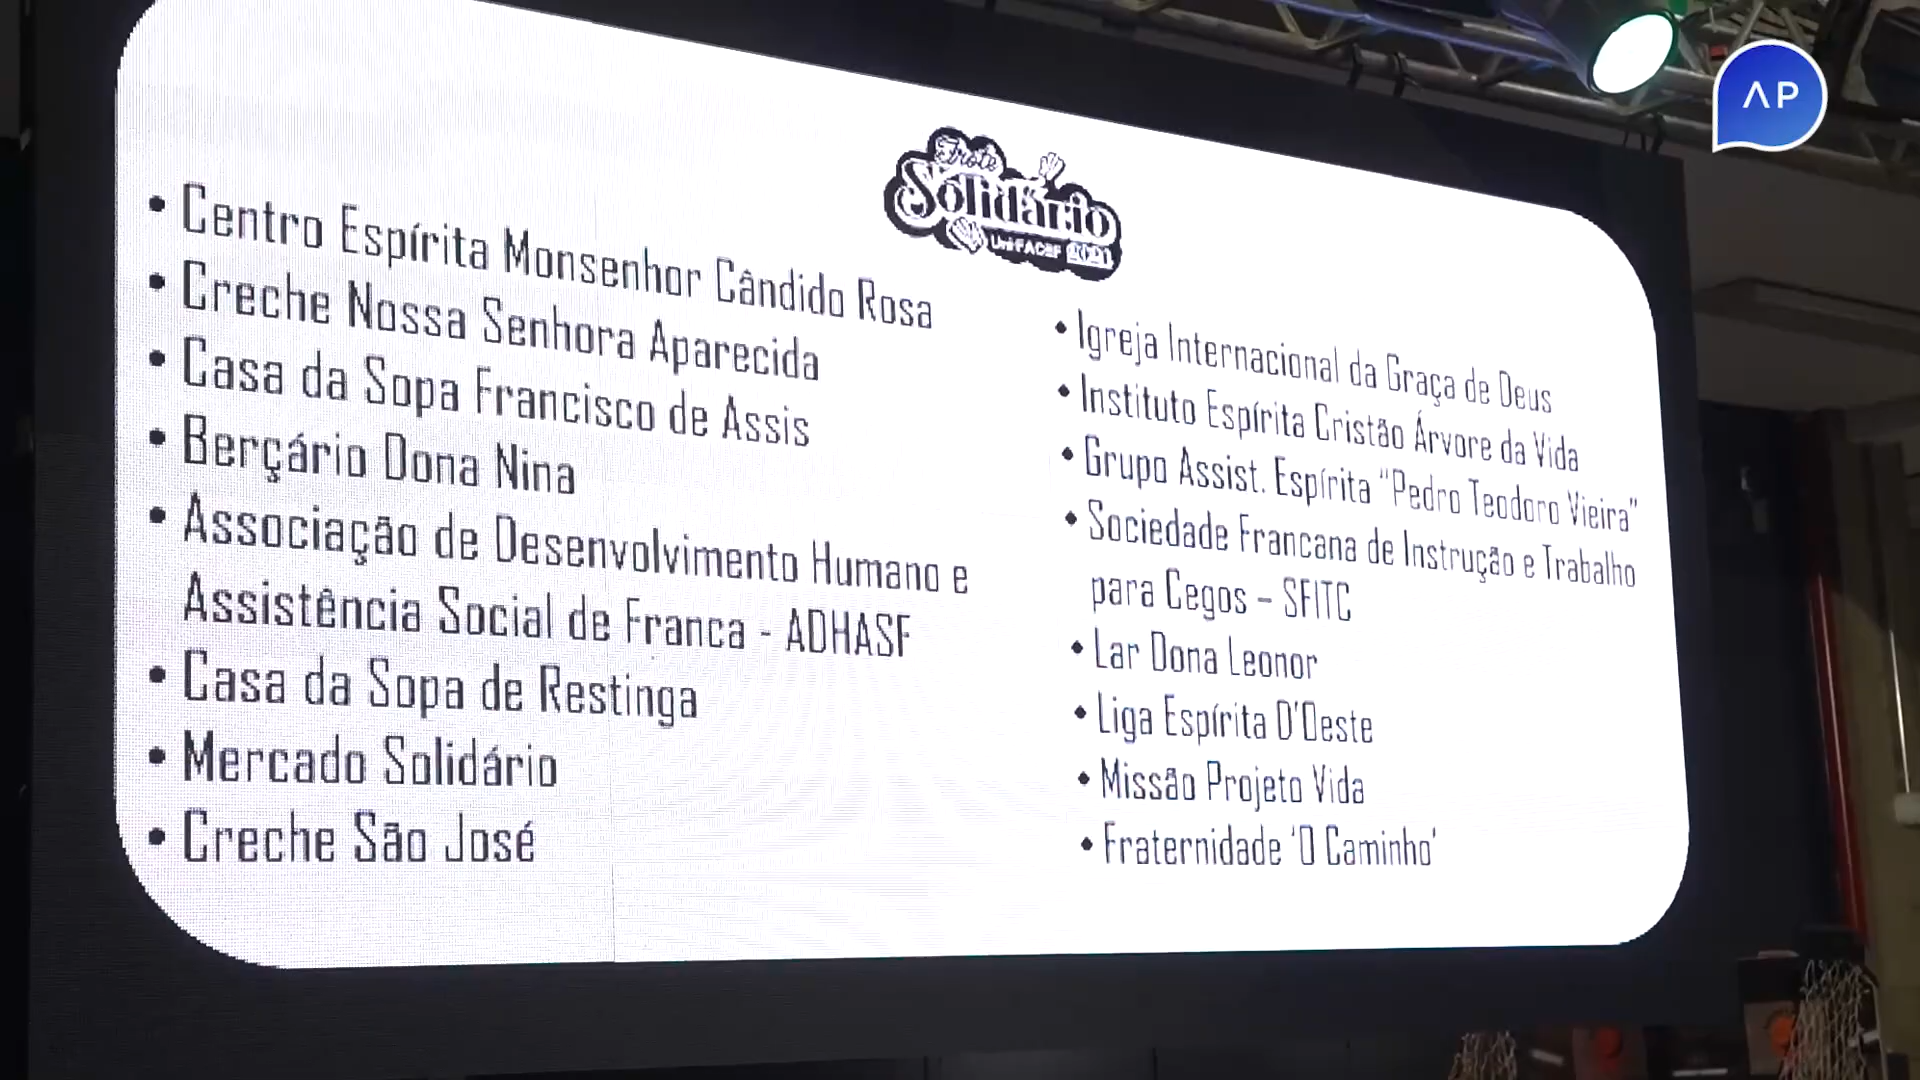 AP
Trote
Solidário
Uni-FACEF 2021
• Centro Espírita Monsenhor Cândido Rosa
• Creche Nossa Senhora Aparecida
• Casa da Sopa Francisco de Assis
• Berçário Dona Nina
• Associação de Desenvolvimento Humano e
Assistência Social de Franca - ADHASF
• Casa da Sopa de Restinga
• Mercado Solidário
• Creche São José
• Igreja Internacional da Graça de Deus
• Instituto Espírita Cristão Árvore da Vida
• Grupo Assist. Espírita “Pedro Teodoro Vieira”
• Sociedade Francana de Instrução e Trabalho
para Cegos – SFITC
• Lar Dona Leonor
• Liga Espírita D’Oeste
• Missão Projeto Vida
• Fraternidade ‘O Caminho’